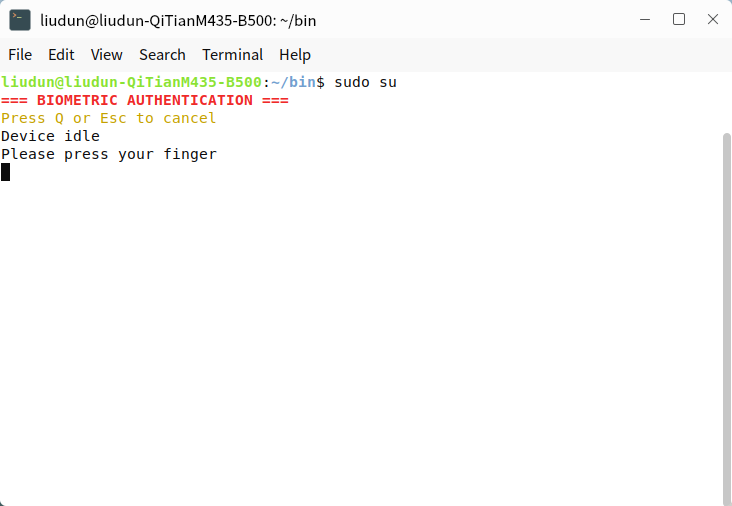 liudun@liudun-QiTianM435-B500: ~/bin
File Edit View Search Terminal Help
liudun@liudun-QiTianM435-B500:~/bin$ sudo su
=== BIOMETRIC AUTHENTICATION ===
Press Q or Esc to cancel
Device idle
Please press your finger